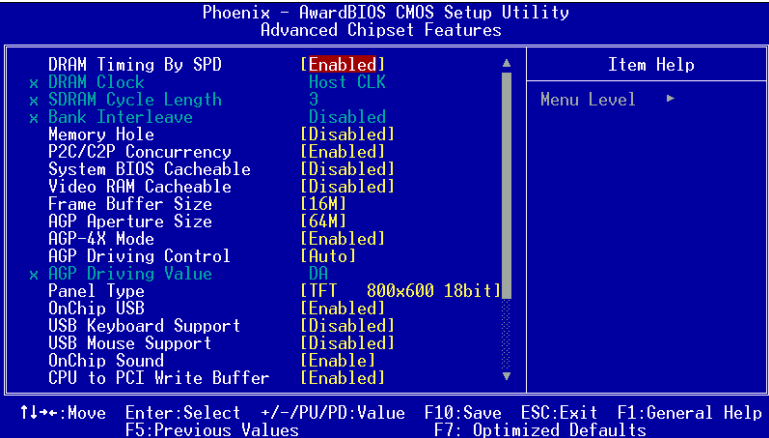 Phoenix - AwardBIOS CMOS Setup Utility
Advanced Chipset Features
DRAM Timing By SPD [Enabled]
x DRAM Clock Host CLK
x SDRAM Cycle Length 3
x Bank Interleave Disabled
Memory Hole [Disabled]
P2C/C2P Concurrency [Enabled]
System BIOS Cacheable [Disabled]
Video RAM Cacheable [Disabled]
Frame Buffer Size [16M]
AGP Aperture Size [64M]
AGP-4X Mode [Enabled]
AGP Driving Control [Auto]
x AGP Driving Value DA
Panel Type [TFT 800x600 18bit]
OnChip USB [Enabled]
USB Keyboard Support [Disabled]
USB Mouse Support [Disabled]
OnChip Sound [Enable]
CPU to PCI Write Buffer [Enabled]
Item Help
Menu Level ►
↑↓→←:Move Enter:Select +/-/PU/PD:Value F10:Save ESC:Exit F1:General Help
F5:Previous Values F7: Optimized Defaults